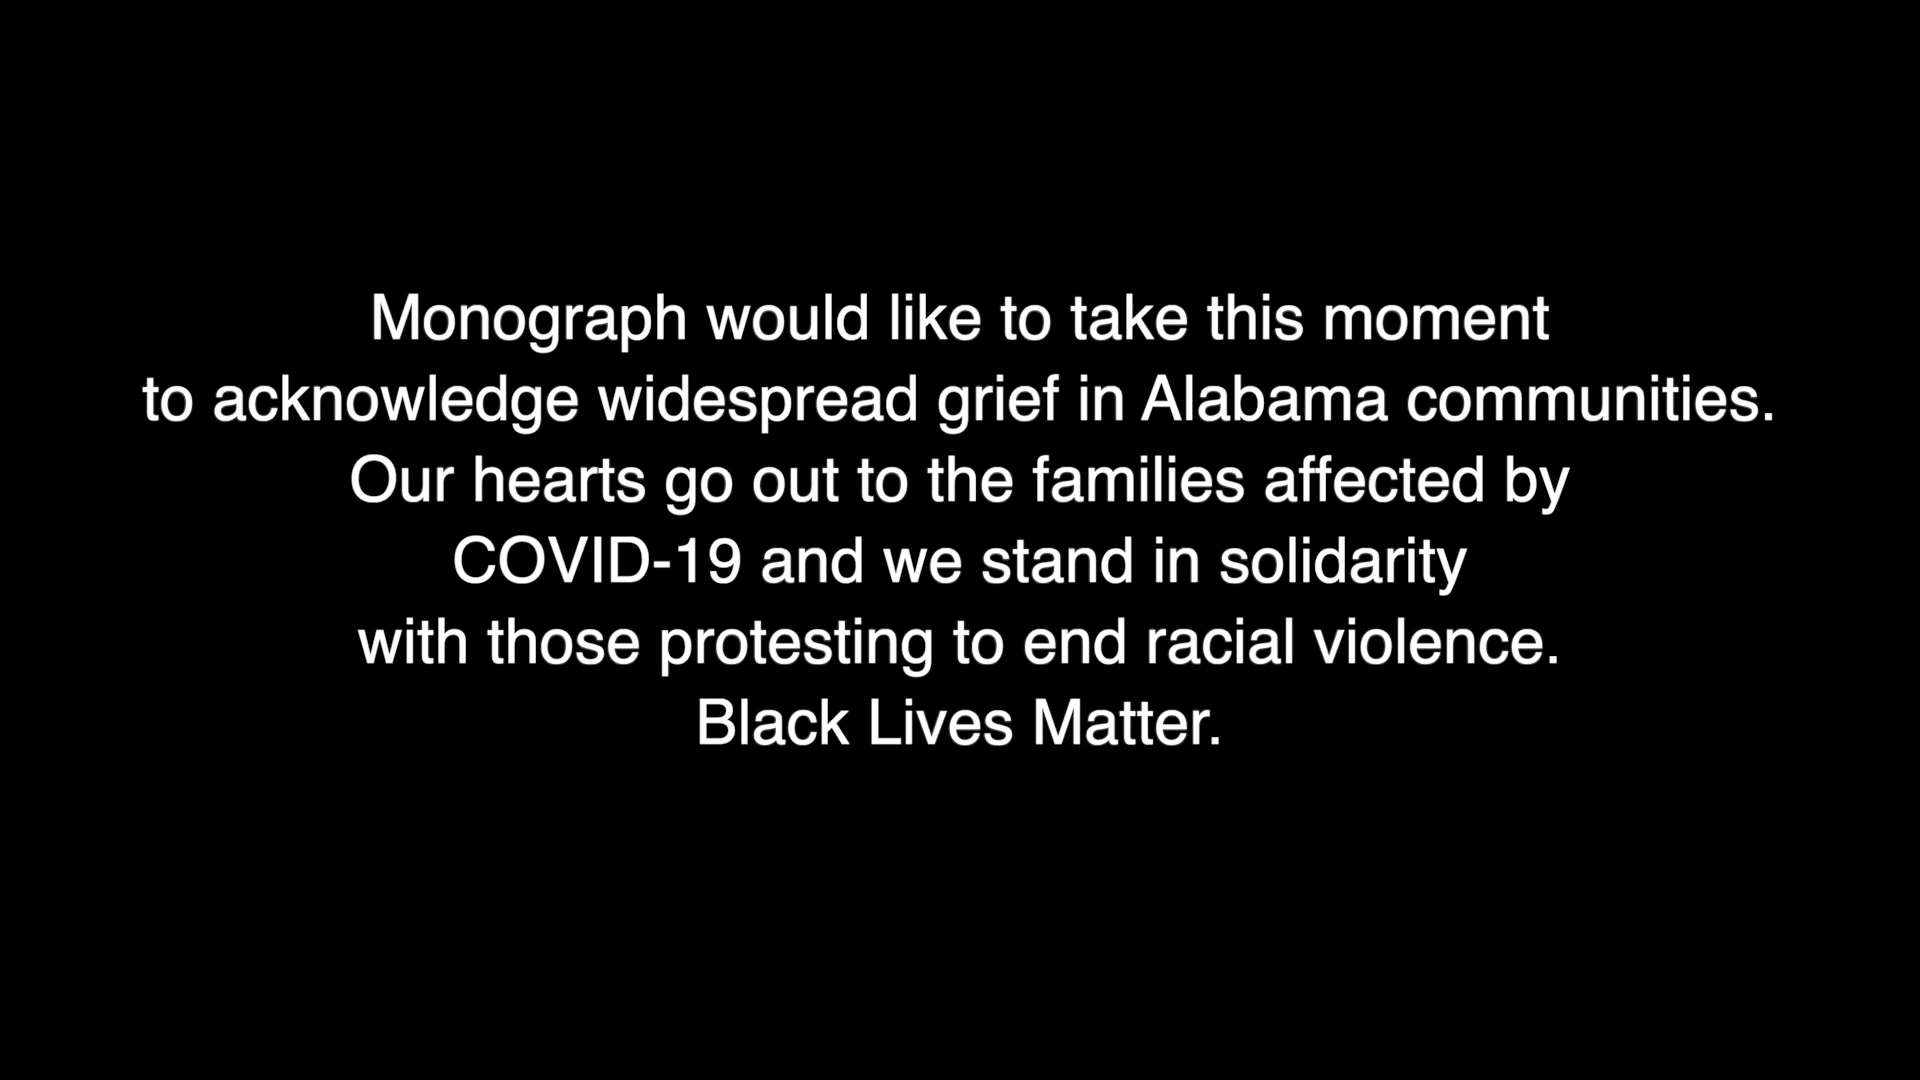 Monograph would like to take this moment
to acknowledge widespread grief in Alabama communities.
Our hearts go out to the families affected by
COVID-19 and we stand in solidarity
with those protesting to end racial violence.
Black Lives Matter.